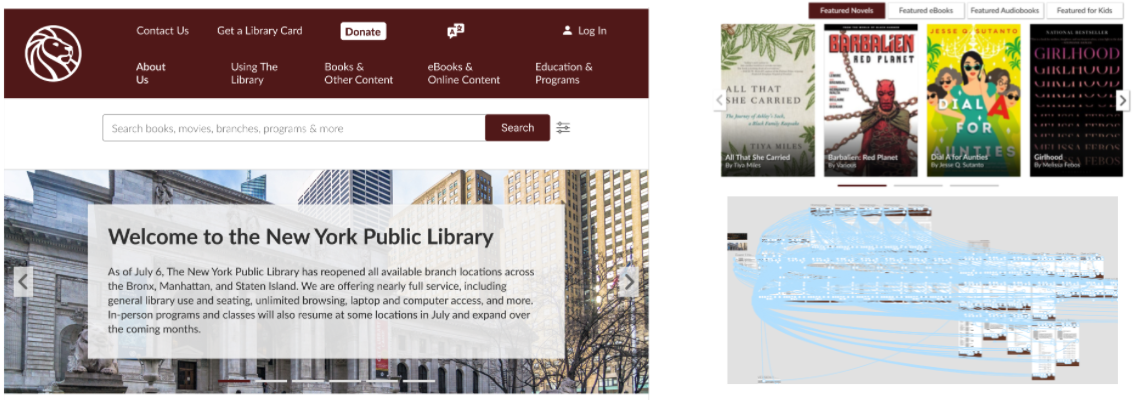 Contact Us
Get a Library Card
Donate
Log In
About
Us
Using The
Library
Books &
Other Content
eBooks &
Online Content
Education &
Programs
Search books, movies, branches, programs & more
Search
Welcome to the New York Public Library
As of July 6, The New York Public Library has reopened all available branch locations across
the Bronx, Manhattan, and Staten Island. We are offering nearly full service, including
general library use and seating, unlimited browsing, laptop and computer access, and more.
In-person programs and classes will also resume at some locations in July and expand over
the coming months.
Featured Novels
Featured eBooks
Featured Audiobooks
Featured for Kids
ALL THAT
SHE CARRIED
The Journey of Ashley's Sack,
a Black Family Keepsake
TIYA MILES
All That She Carried
By Tiya Miles
BARBALIEN
RED PLANET
Barbalien: Red Planet
By Various
JESSE Q. SUTANTO
DIAL A
FOR
AUNTIES
Dial A for Aunties
By Jesse Q. Sutanto
NATIONAL BESTSELLER
GIRLHOOD
MELISSA FEBOS
Girlhood
By Melissa Febos